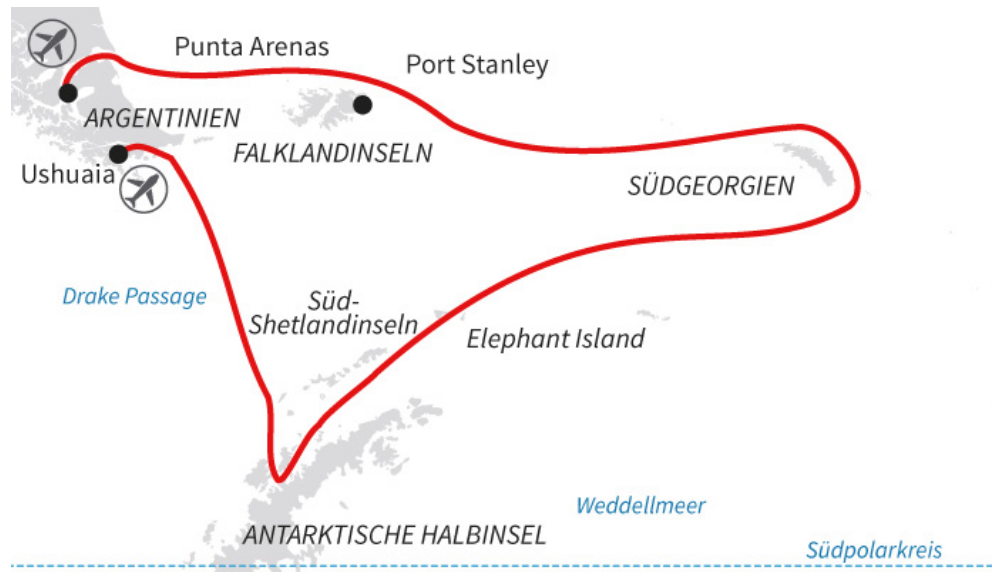 Punta Arenas
Port Stanley
ARGENTINIEN
FALKLANDINSELN
Ushuaia
SÜDGEORGIEN
Drake Passage
Süd-
Shetlandinseln
Elephant Island
Weddellmeer
ANTARKTISCHE HALBINSEL
Südpolarkreis